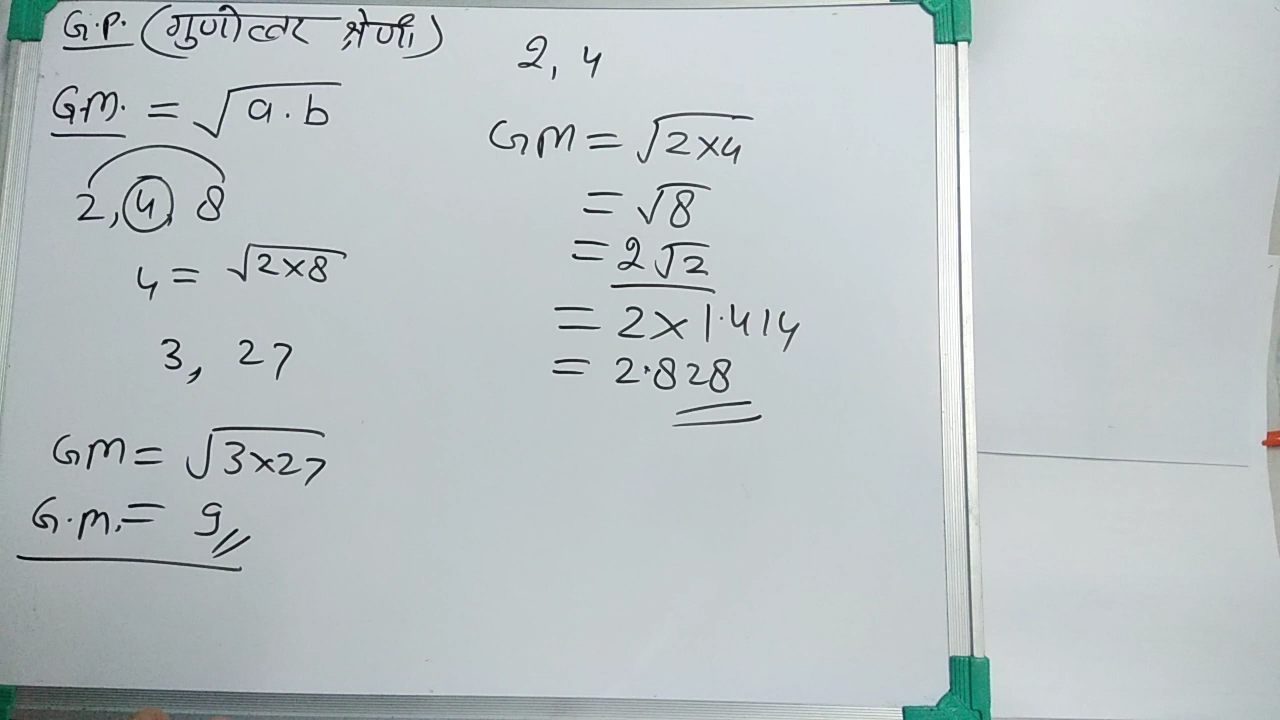 G.P. (गुणोत्तर श्रेणी)
G.M. = √a.b
2, 4, 8
4 = √2×8
3, 27
GM = √3×27
G.M. = 9
2, 4
GM = √2×4
= √8
= 2√2
= 2×1.414
= 2.828